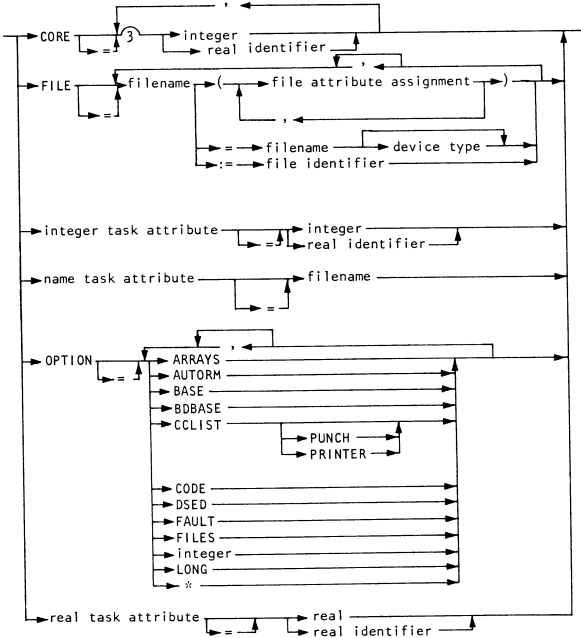 ,
CORE = 3 integer
real identifier
,
FILE = filename ( file attribute assignment )
,
= filename device type
:= file identifier
integer task attribute = integer
real identifier
name task attribute = filename
,
OPTION = ARRAYS
AUTORM
BASE
BDBASE
CCLIST
PUNCH
PRINTER
CODE
DSED
FAULT
FILES
integer
LONG
*
real task attribute = real
real identifier